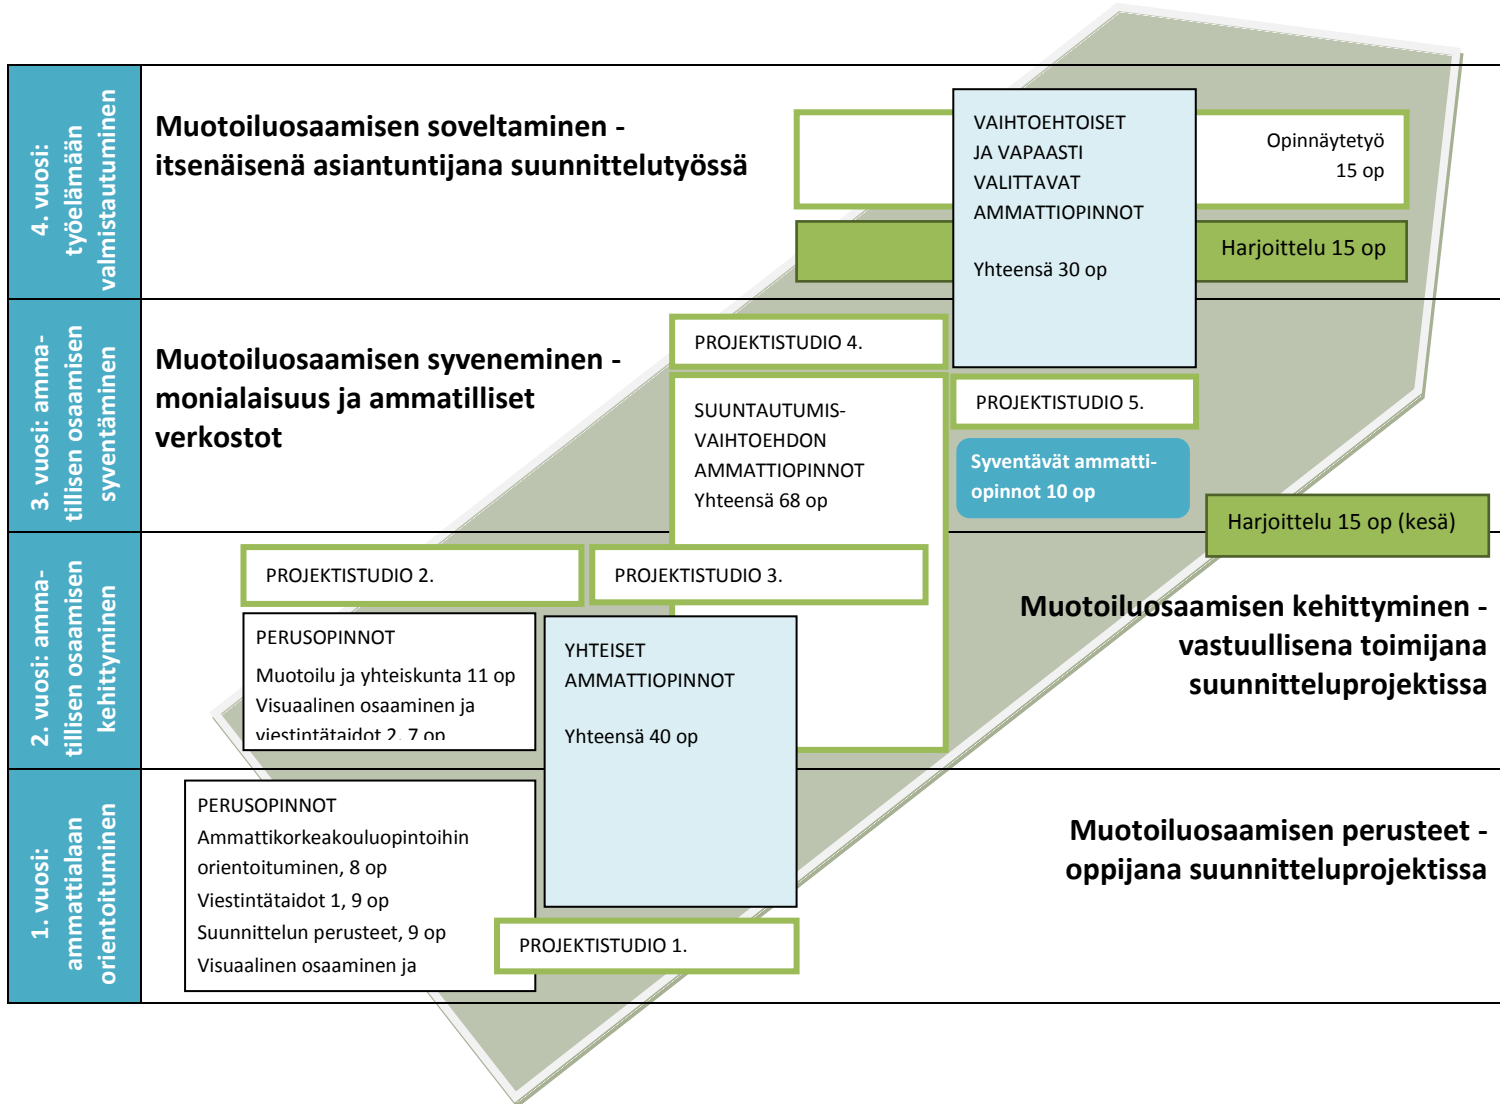 4. vuosi:
työelämään
valmistautuminen
Muotoiluosaamisen soveltaminen -
itsenäisenä asiantuntijana suunnittelutyössä
VAIHTOEHTOISET
JA VAPAASTI
VALITTAVAT
AMMATTIOPINNOT
Yhteensä 30 op
Opinnäytetyö
15 op
Harjoittelu 15 op
3. vuosi: amma-
tillisen osaamisen
syventäminen
Muotoiluosaamisen syveneminen -
monialaisuus ja ammatilliset
verkostot
PROJEKTISTUDIO 4.
SUUNTAUTUMIS-
VAIHTOEHDON
AMMATTIOPINNOT
Yhteensä 68 op
PROJEKTISTUDIO 5.
Syventävät ammatti-
opinnot 10 op
Harjoittelu 15 op (kesä)
2. vuosi: amma-
tillisen osaamisen
kehittyminen
PROJEKTISTUDIO 2.
PROJEKTISTUDIO 3.
PERUSOPINNOT
Muotoilu ja yhteiskunta 11 op
Visuaalinen osaaminen ja
viestintätaidot 2, 7 op
YHTEISET
AMMATTIOPINNOT
Yhteensä 40 op
Muotoiluosaamisen kehittyminen -
vastuullisena toimijana
suunnitteluprojektissa
1. vuosi:
ammattialaan
orientoituminen
PERUSOPINNOT
Ammattikorkeakouluopintoihin
orientoituminen, 8 op
Viestintätaidot 1, 9 op
Suunnittelun perusteet, 9 op
Visuaalinen osaaminen ja
PROJEKTISTUDIO 1.
Muotoiluosaamisen perusteet -
oppijana suunnitteluprojektissa